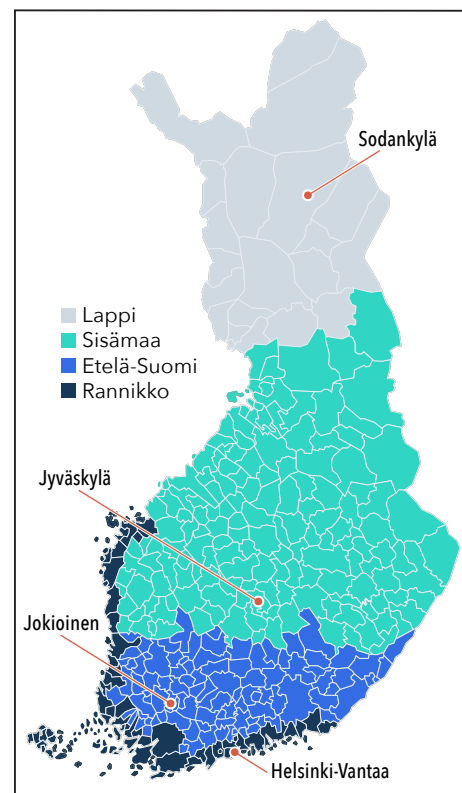 Sodankylä
Lappi
Sisämaa
Etelä-Suomi
Rannikko
Jyväskylä
Jokioinen
Helsinki-Vantaa